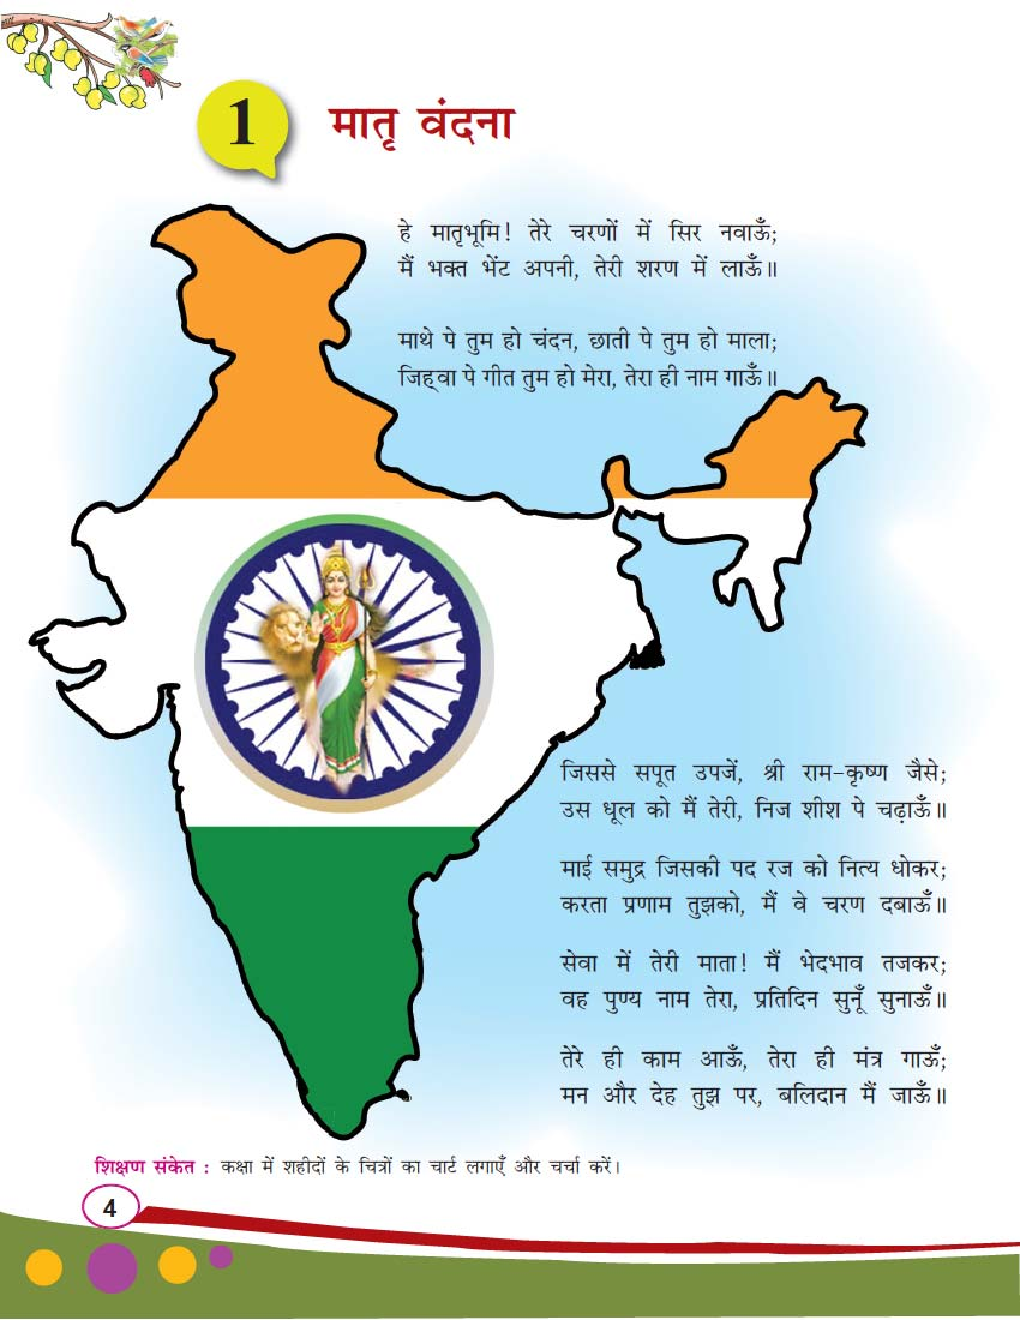 1
मातृ वंदना
हे मातृभूमि! तेरे चरणों में सिर नवाऊँ;
मैं भक्त भेंट अपनी, तेरी शरण में लाऊँ॥
माथे पे तुम हो चंदन, छाती पे तुम हो माला;
जिह्वा पे गीत तुम हो मेरा, तेरा ही नाम गाऊँ॥
जिससे सपूत उपजें, श्री राम-कृष्ण जैसे;
उस धूल को मैं तेरी, निज शीश पे चढ़ाऊँ॥
माई समुद्र जिसकी पद रज को नित्य धोकर;
करता प्रणाम तुझको, मैं वे चरण दबाऊँ॥
सेवा में तेरी माता! मैं भेदभाव तजकर;
वह पुण्य नाम तेरा, प्रतिदिन सुनूँ सुनाऊँ॥
तेरे ही काम आऊँ, तेरा ही मंत्र गाऊँ;
मन और देह तुझ पर, बलिदान मैं जाऊँ॥
शिक्षण संकेत : कक्षा में शहीदों के चित्रों का चार्ट लगाएँ और चर्चा करें।
4